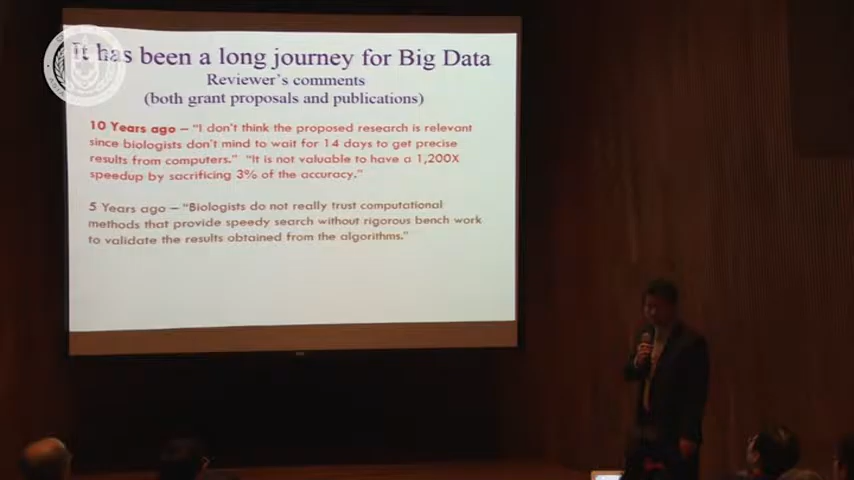 It has been a long journey for Big Data
Reviewer's comments
(both grant proposals and publications)
10 Years ago – "I don't think the proposed research is relevant
since biologists don't mind to wait for 14 days to get precise
results from computers." "It is not valuable to have a 1,200X
speedup by sacrificing 3% of the accuracy."
5 Years ago – "Biologists do not really trust computational
methods that provide speedy search without rigorous bench work
to validate the results obtained from the algorithms."